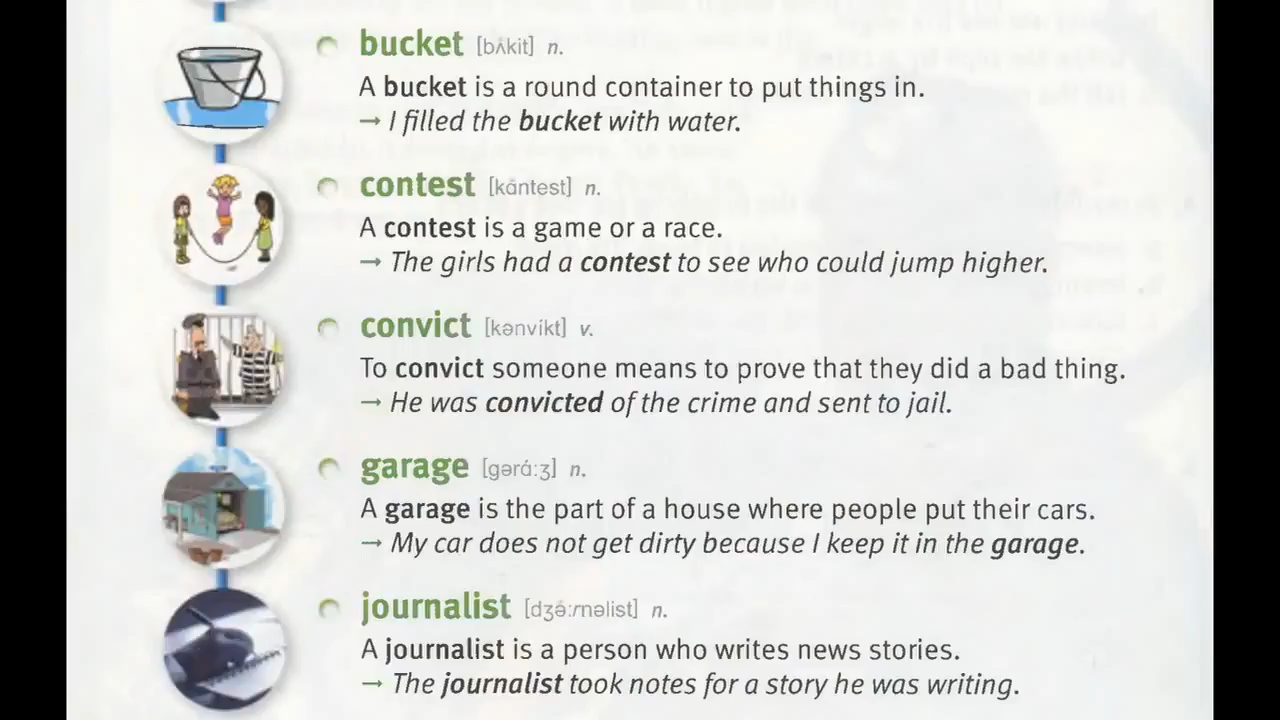 bucket [bʌ́kit] n.
A bucket is a round container to put things in.
→ I filled the bucket with water.
contest [kántest] n.
A contest is a game or a race.
→ The girls had a contest to see who could jump higher.
convict [kənvíkt] v.
To convict someone means to prove that they did a bad thing.
→ He was convicted of the crime and sent to jail.
garage [gərá:ʒ] n.
A garage is the part of a house where people put their cars.
→ My car does not get dirty because I keep it in the garage.
journalist [dʒə́:rnəlist] n.
A journalist is a person who writes news stories.
→ The journalist took notes for a story he was writing.